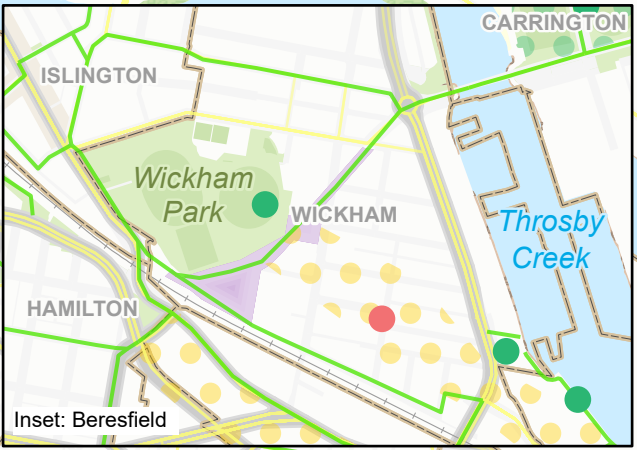 CARRINGTON
ISLINGTON
Wickham
Park
WICKHAM
Throsby
Creek
HAMILTON
Inset: Beresfield